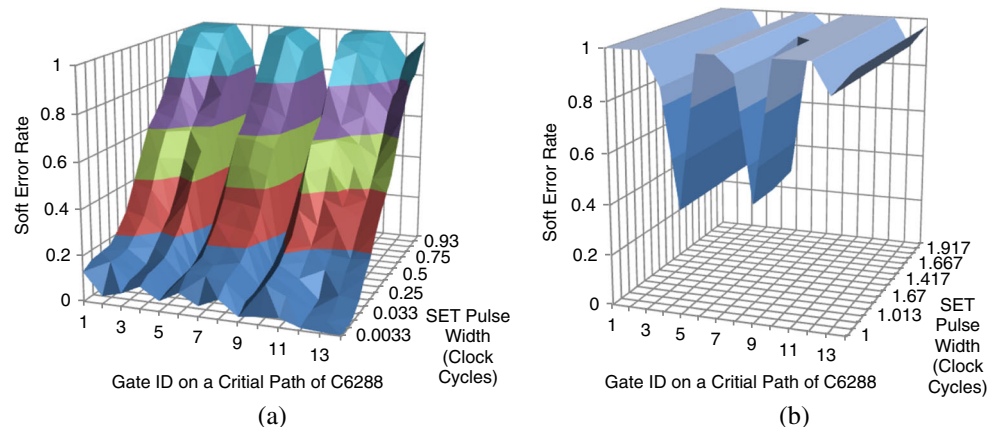 1
0.8
0.6
0.4
0.2
0
Soft Error Rate
1 3 5 7 9 11 13
0.93
0.75
0.5
0.25
0.0033
SET Pulse
Width
(Clock
Cycles)
Gate ID on a Critial Path of C6288
(a)
1
0.8
0.6
0.4
0.2
0
Soft Error Rate
1 3 5 7 9 11 13
1.917
1.667
1.417
1.67
1.013
1
SET
Pulse
Width
(Clock
Cycles)
Gate ID on a Critial Path of C6288
(b)